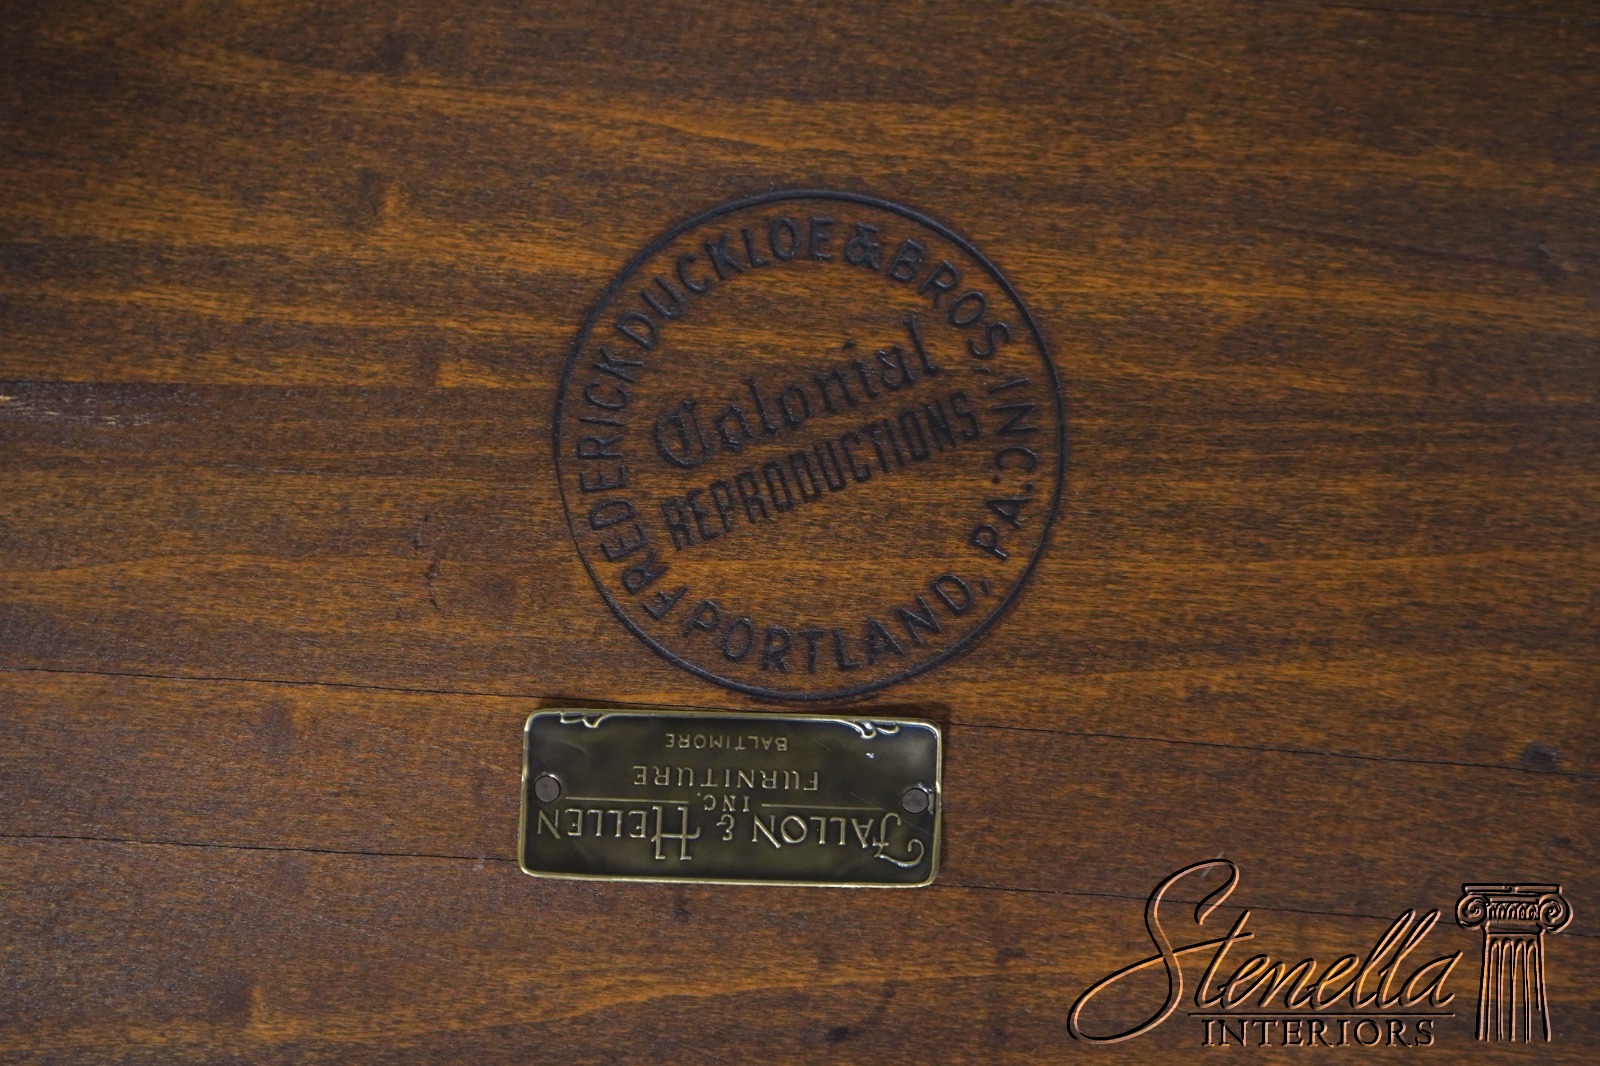 FREDERICK DUCKLOE & BROS. INC.
Colonial
REPRODUCTIONS
PORTLAND, PA.
FALLON & HELLEN
INC.
FURNITURE
BALTIMORE
Stenella
INTERIORS